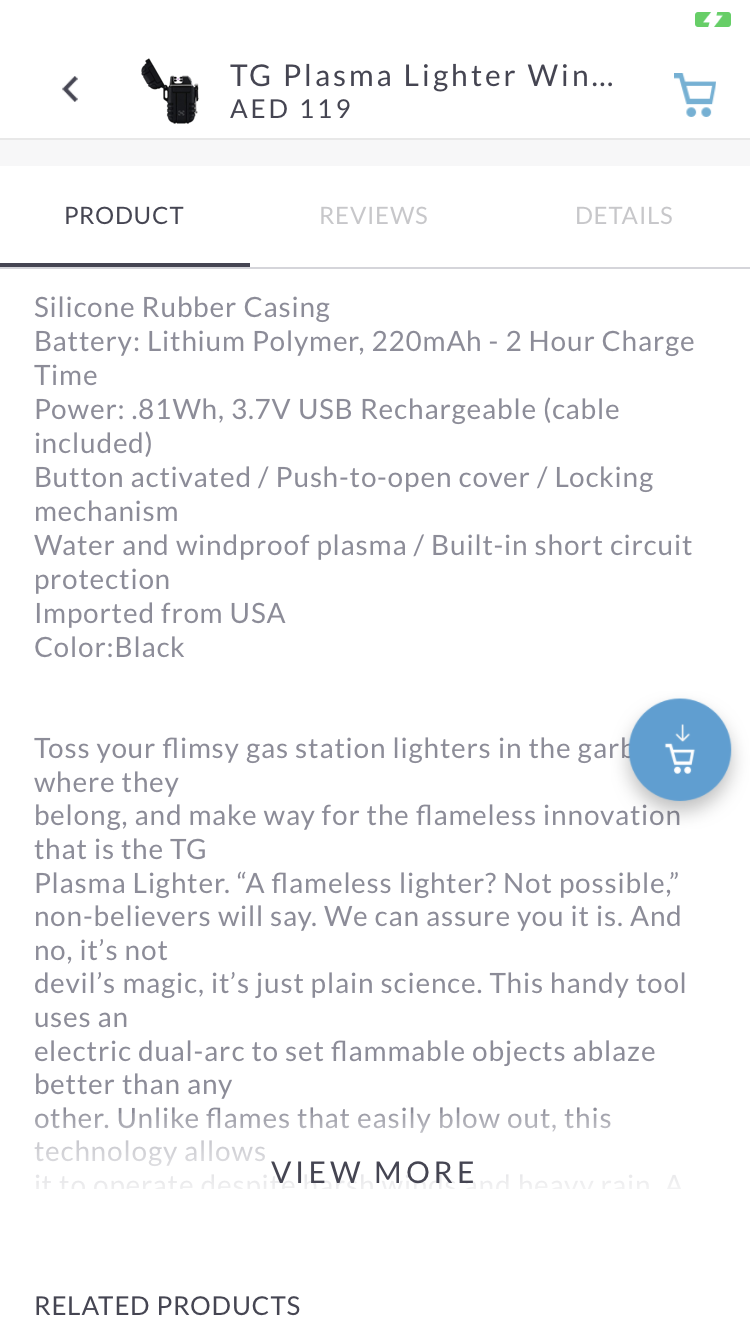 TG Plasma Lighter Win...
AED 119
PRODUCT
REVIEWS
DETAILS
Silicone Rubber Casing
Battery: Lithium Polymer, 220mAh - 2 Hour Charge
Time
Power: .81Wh, 3.7V USB Rechargeable (cable
included)
Button activated / Push-to-open cover / Locking
mechanism
Water and windproof plasma / Built-in short circuit
protection
Imported from USA
Color:Black
Toss your flimsy gas station lighters in the garb
where they
belong, and make way for the flameless innovation
that is the TG
Plasma Lighter. “A flameless lighter? Not possible,”
non-believers will say. We can assure you it is. And
no, it’s not
devil’s magic, it’s just plain science. This handy tool
uses an
electric dual-arc to set flammable objects ablaze
better than any
other. Unlike flames that easily blow out, this
technology allows
it to operate despite harsh winds and heavy rain. A
VIEW MORE
RELATED PRODUCTS